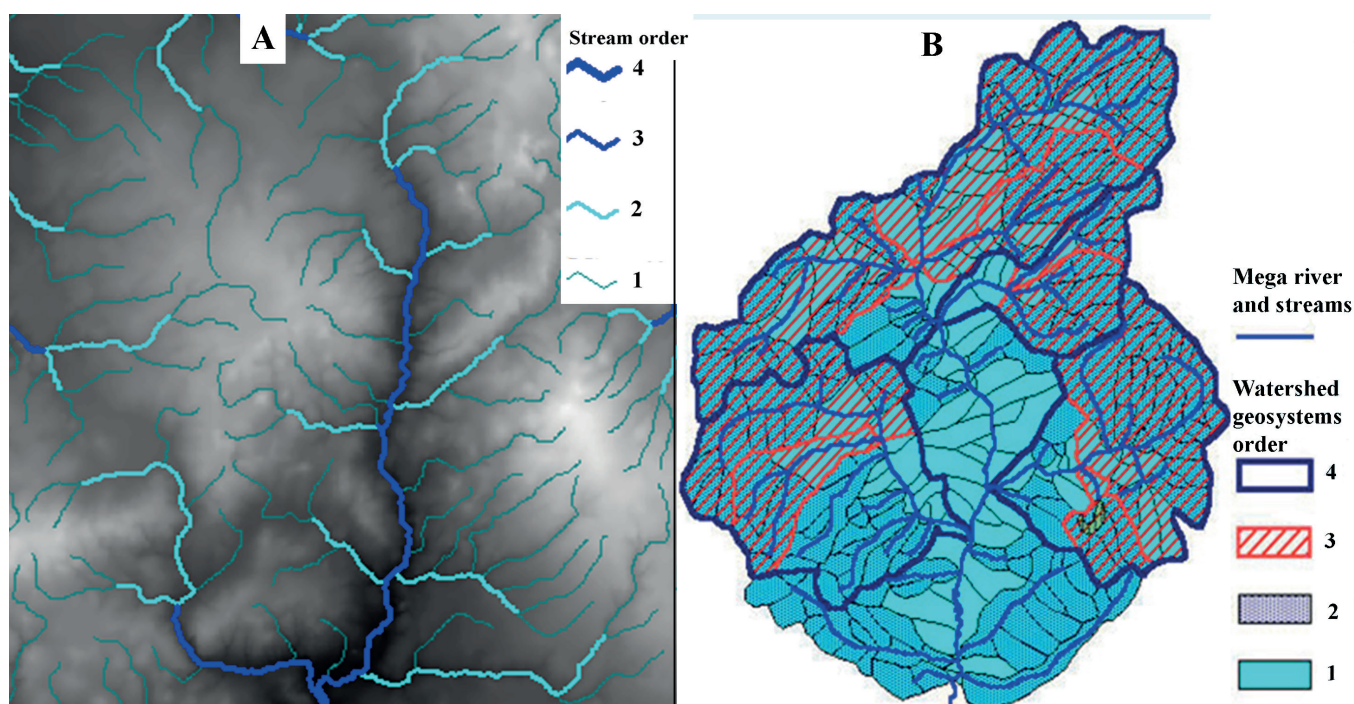 A
Stream order
4
3
2
1
B
Mega river
and streams
Watershed
geosystems
order
4
3
2
1